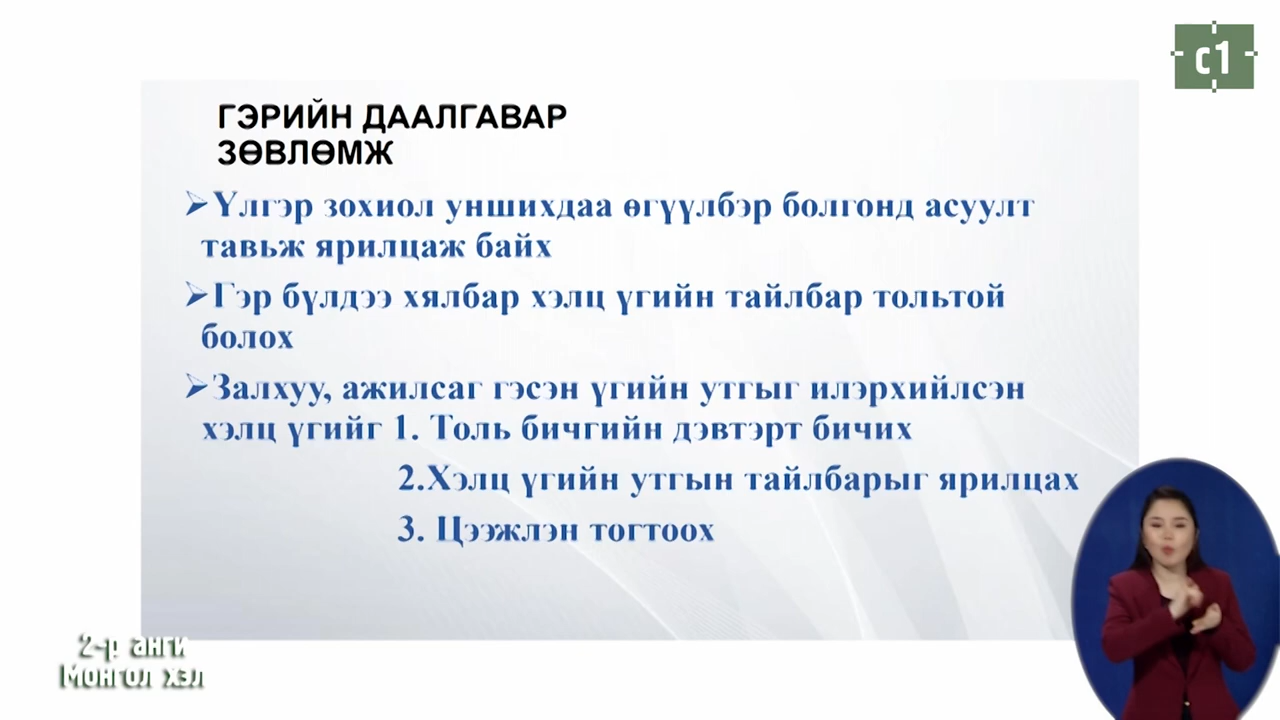 c1
ГЭРИЙН ДААЛГАВАР
ЗӨВЛӨМЖ
➢Үлгэр зохиол уншихдаа өгүүлбэр болгонд асуулт
тавьж ярилцаж байх
➢Гэр бүлдээ хялбар хэлц үгийн тайлбар тольтой
болох
➢Залхуу, ажилсаг гэсэн үгийн утгыг илэрхийлсэн
хэлц үгийг 1. Толь бичгийн дэвтэрт бичих
2.Хэлц үгийн утгын тайлбарыг ярилцах
3. Цээжлэн тогтоох
2-р анги
Монгол хэл